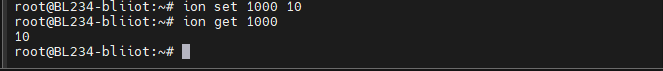 root@BL234-bliiot:~# ion set 1000 10
root@BL234-bliiot:~# ion get 1000
10
root@BL234-bliiot:~#